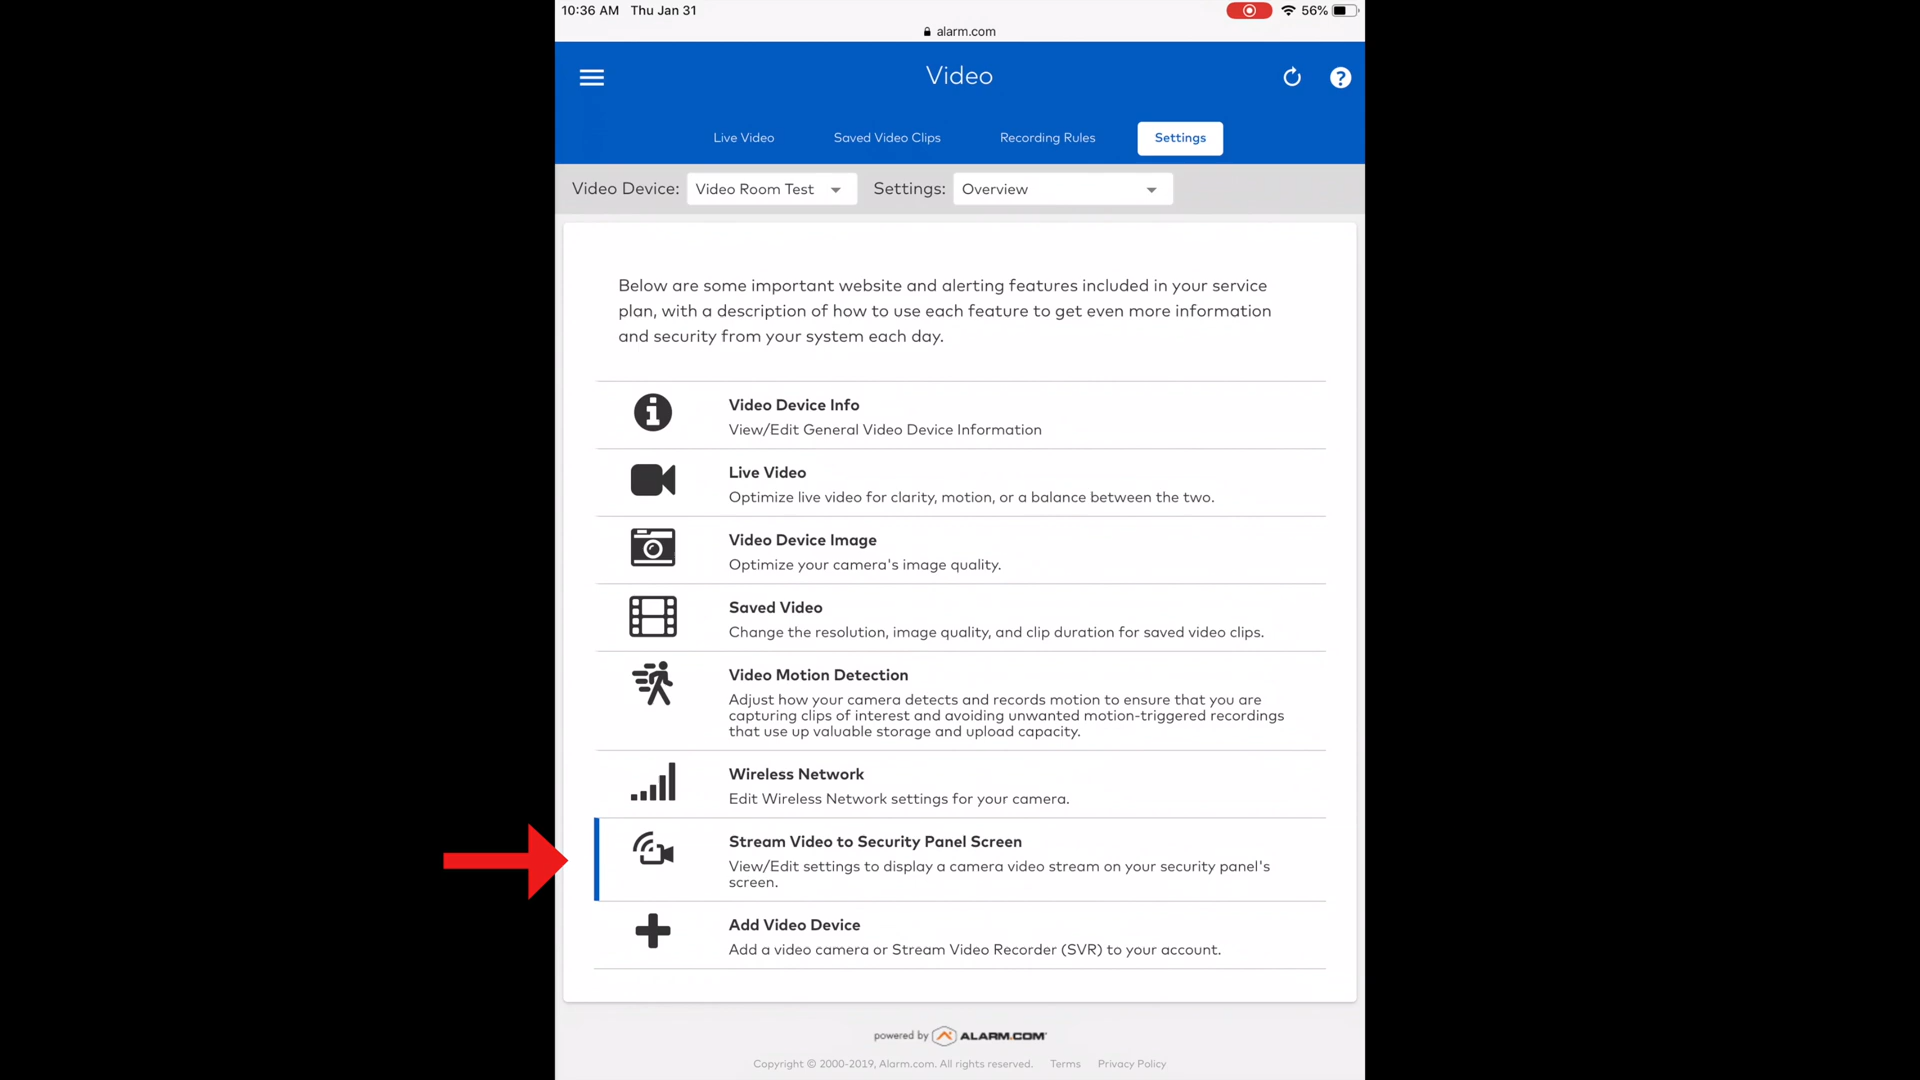 10:36 AM Thu Jan 31
56%
alarm.com
Video
?
Live Video Saved Video Clips Recording Rules Settings
Video Device: Video Room Test Settings: Overview
Below are some important website and alerting features included in your service
plan, with a description of how to use each feature to get even more information
and security from your system each day.
Video Device Info
View/Edit General Video Device Information
Live Video
Optimize live video for clarity, motion, or a balance between the two.
Video Device Image
Optimize your camera's image quality.
Saved Video
Change the resolution, image quality, and clip duration for saved video clips.
Video Motion Detection
Adjust how your camera detects and records motion to ensure that you are
capturing clips of interest and avoiding unwanted motion-triggered recordings
that use up valuable storage and upload capacity.
Wireless Network
Edit Wireless Network settings for your camera.
Stream Video to Security Panel Screen
View/Edit settings to display a camera video stream on your security panel's
screen.
Add Video Device
Add a video camera or Stream Video Recorder (SVR) to your account.
powered by ALARM.COM
Copyright © 2000-2019, Alarm.com. All rights reserved. Terms Privacy Policy